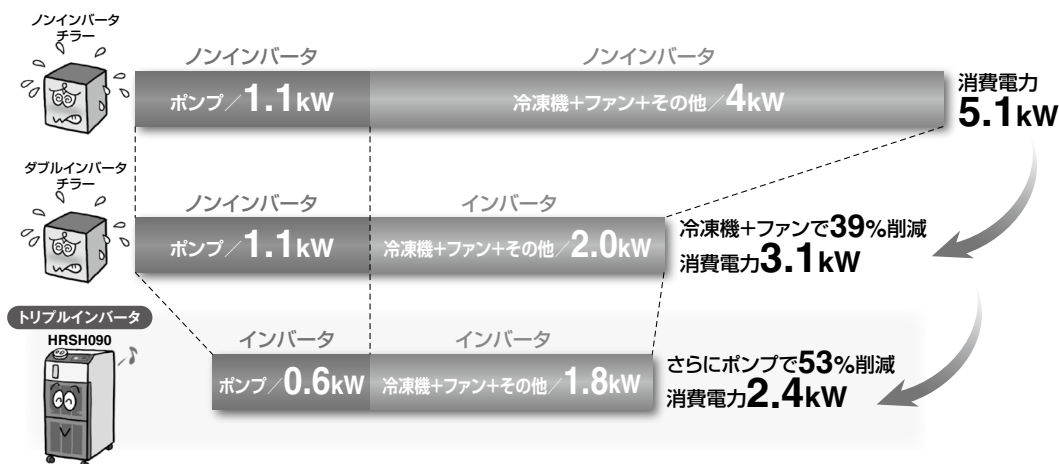 ノンインバータ
チラー
ノンインバータ
ノンインバータ
ポンプ／1.1kW
冷凍機+ファン+その他／4kW
消費電力
5.1kW
ダブルインバータ
チラー
ノンインバータ
インバータ
ポンプ／1.1kW
冷凍機+ファン+その他／2.0kW
冷凍機+ファンで39%削減
消費電力3.1kW
トリプルインバータ
HRSH090
インバータ
インバータ
ポンプ／0.6kW
冷凍機+ファン+その他／1.8kW
さらにポンプで53%削減
消費電力2.4kW